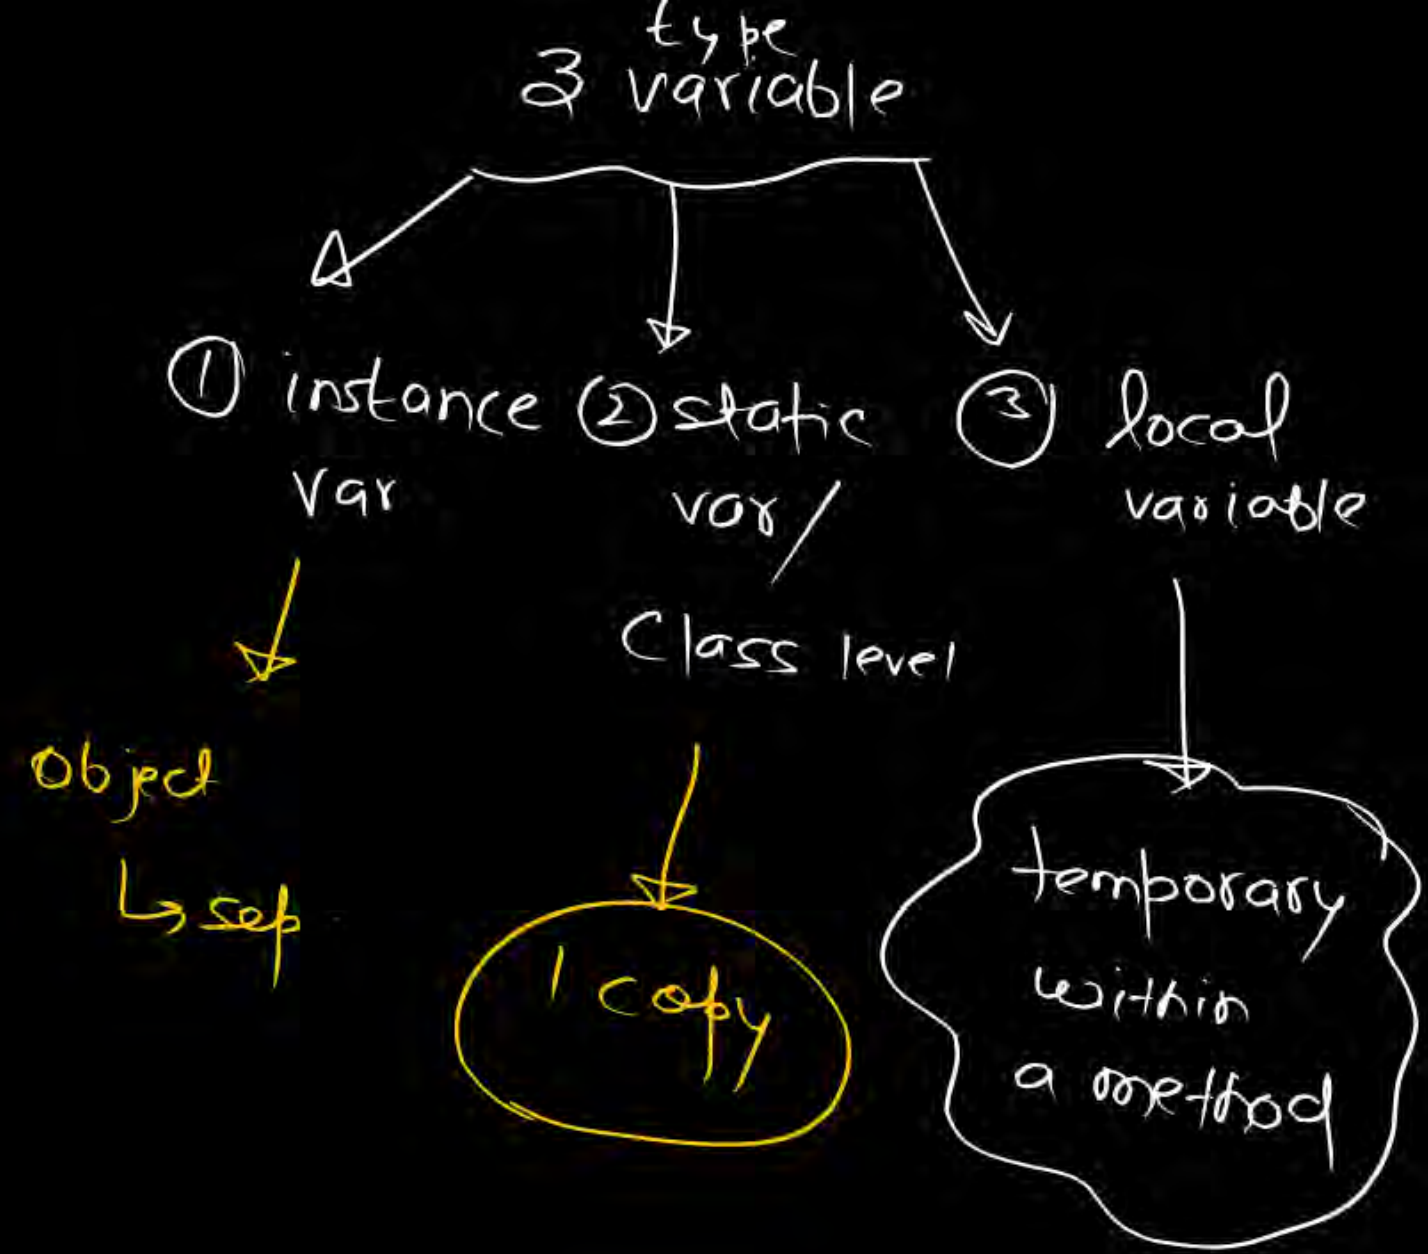 type
3 variable
① instance
var
② static
var/
Class level
③ local
variable
Object
↳ sep
1 copy
temporary
within
a method